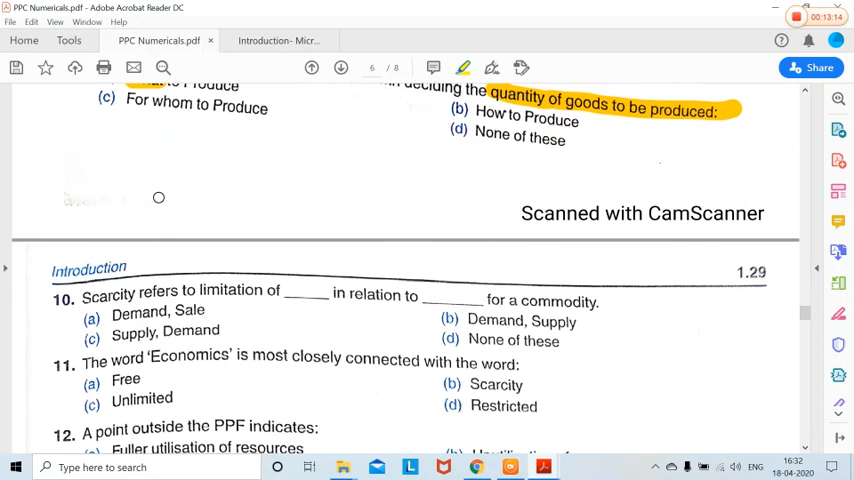 PPC Numericals.pdf - Adobe Acrobat Reader DC
00:13:14
File Edit View Window Help
Home Tools PPC Numericals.pdf × Introduction- Micr...
6 / 8
Share
to Produce
deciding the quantity of goods to be produced:
(c) For whom to Produce
(b) How to Produce
(d) None of these
Scanned with CamScanner
Introduction
1.29
10. Scarcity refers to limitation of ______ in relation to ________ for a commodity.
(a) Demand, Sale
(b) Demand, Supply
(c) Supply, Demand
(d) None of these
11. The word 'Economics' is most closely connected with the word:
(a) Free
(b) Scarcity
(c) Unlimited
(d) Restricted
12. A point outside the PPF indicates:
Fuller utilisation of resources
Type here to search
ENG
16:32
18-04-2020